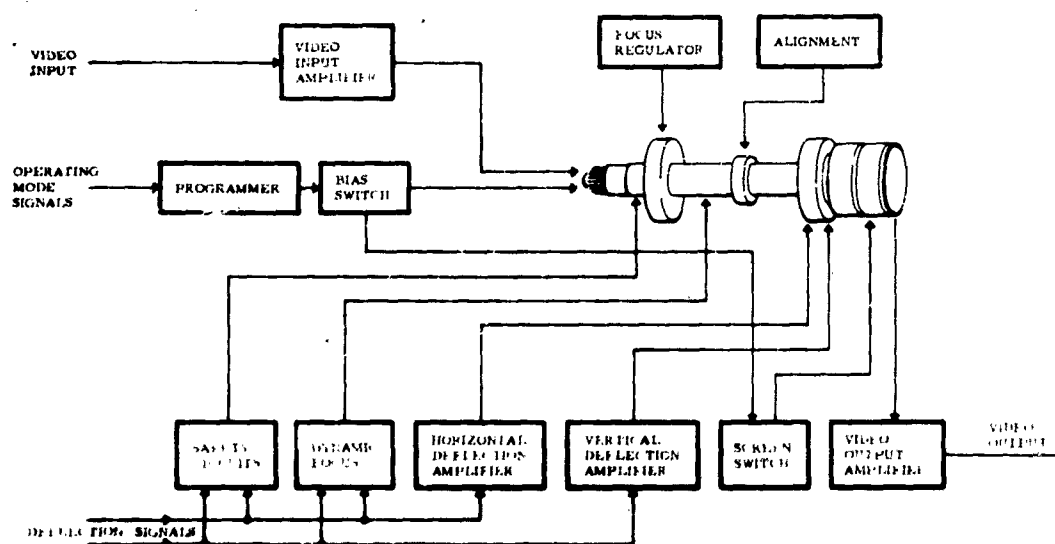 VIDEO
INPUT
VIDEO
INPUT
AMPLIFIER
FOCUS
REGULATOR
ALIGNMENT
OPERATING
MODE
SIGNALS
PROGRAMMER
BIAS
SWITCH
SAFETY
DYNAMIC
FOCUS
HORIZONTAL
DEFLECTION
AMPLIFIER
VERTICAL
DEFLECTION
AMPLIFIER
SCREEN
SWITCH
VIDEO
OUTPUT
AMPLIFIER
VIDEO
OUTPUT
DEFLECTION SIGNALS